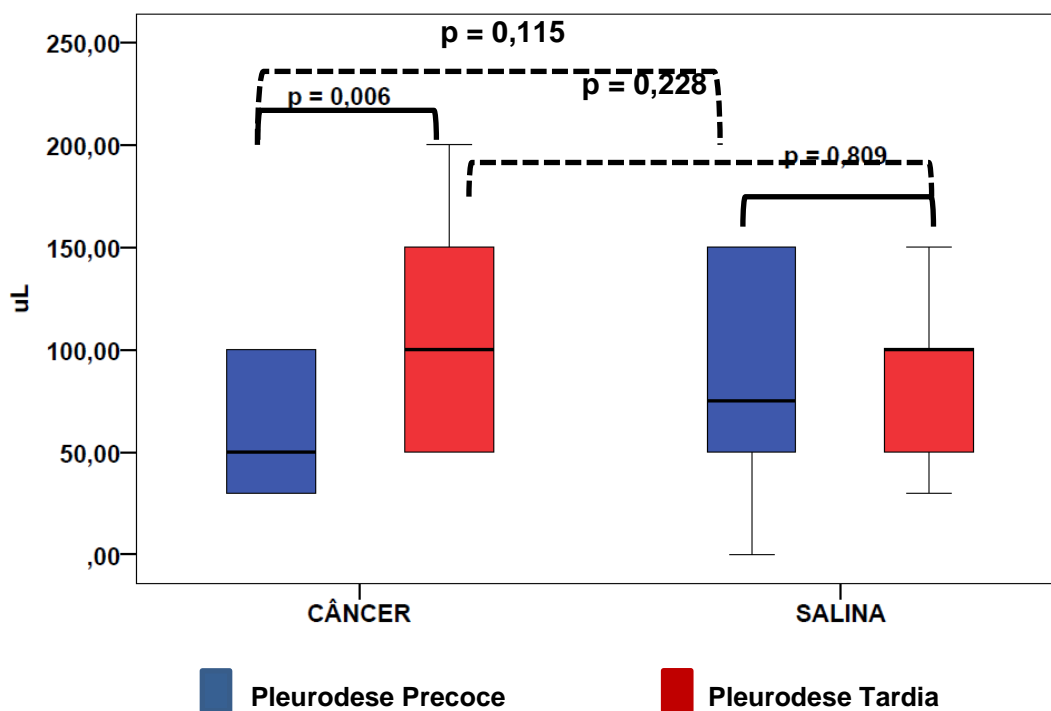 p = 0,115
p = 0,228
p = 0,006
p = 0,809
250,00
200,00
150,00
100,00
50,00
,00
uL
CÂNCER SALINA
Pleurodese Precoce Pleurodese Tardia